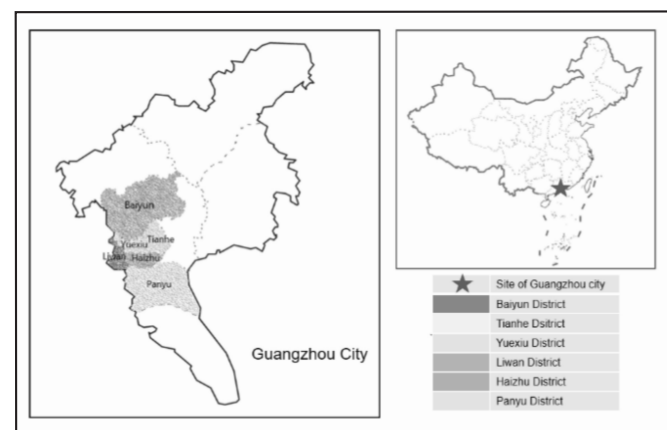 Baiyun
Tianhe
Yuexiu
Liwan
Haizhu
Panyu
Guangzhou City
Site of Guangzhou city
Baiyun District
Tianhe Dsitrict
Yuexiu District
Liwan District
Haizhu District
Panyu District